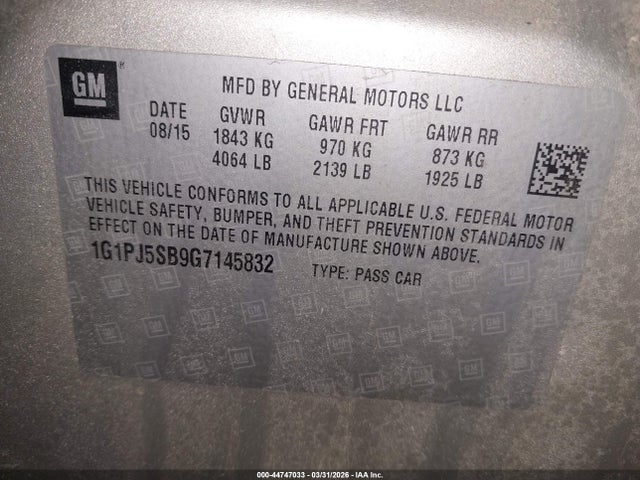 GM
MFD BY GENERAL MOTORS LLC
DATE GVWR GAWR FRT GAWR RR
08/15 1843 KG 970 KG 873 KG
4064 LB 2139 LB 1925 LB
THIS VEHICLE CONFORMS TO ALL APPLICABLE U.S. FEDERAL MOTOR
VEHICLE SAFETY, BUMPER, AND THEFT PREVENTION STANDARDS IN
EFFECT ON THE DATE OF MANUFACTURE SHOWN ABOVE.
1G1PJ5SB9G7145832 TYPE: PASS CAR
000-44747033 - 03/31/2026 - IAA Inc.